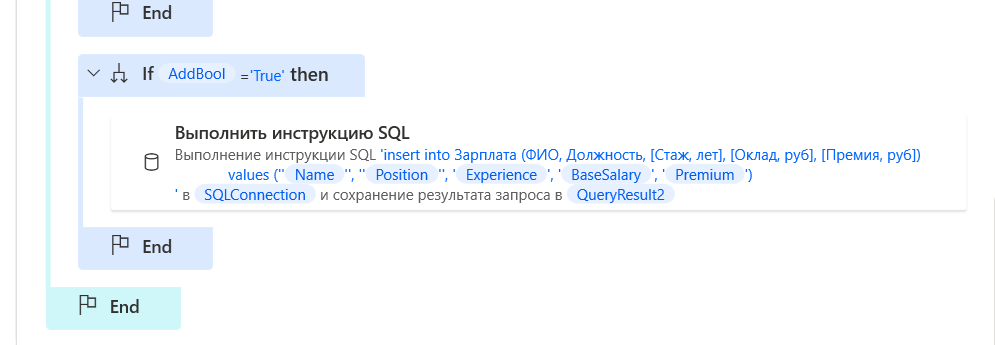 End
If AddBool ='True' then
Выполнить инструкцию SQL
Выполнение инструкции SQL 'insert into Зарплата (ФИО, Должность, [Стаж, лет], [Оклад, руб], [Премия, руб])
values (" Name ", " Position ", ' Experience ', ' BaseSalary ', ' Premium ')
' в SQLConnection и сохранение результата запроса в QueryResult2
End
End